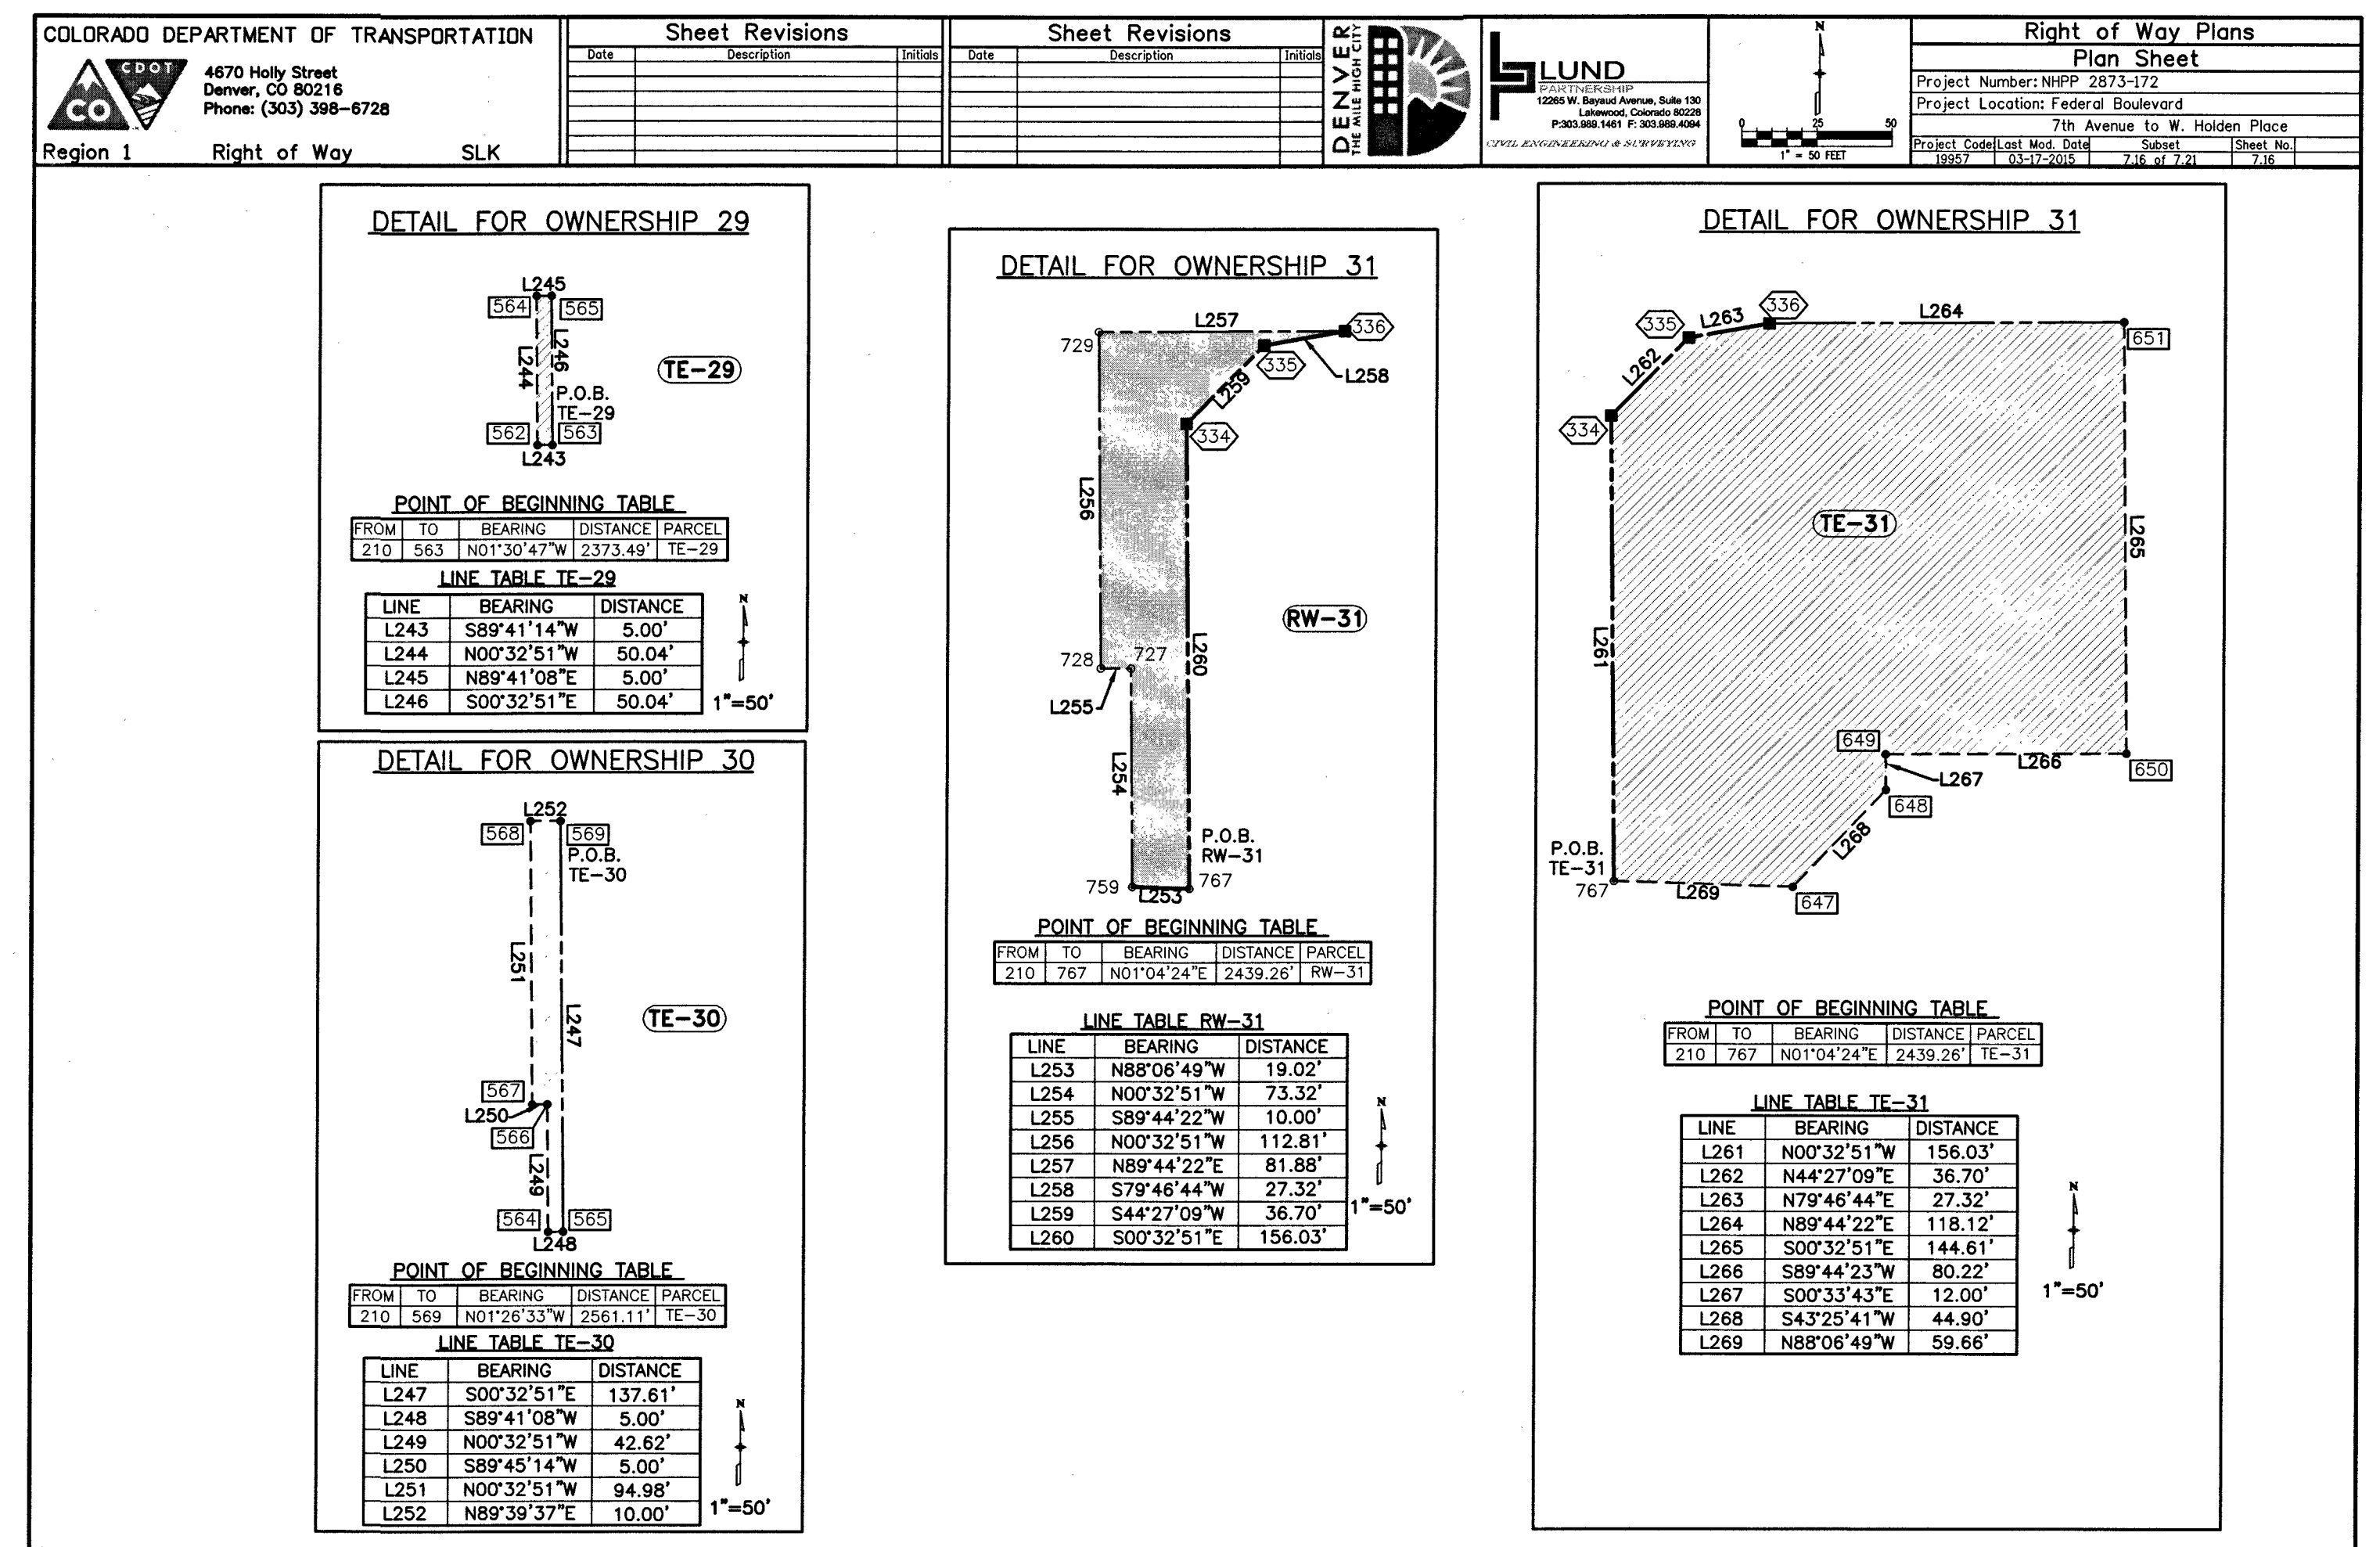 COLORADO DEPARTMENT OF TRANSPORTATION
CDOT
CO
4670 Holly Street
Denver, CO 80216
Phone: (303) 398-6728
Region 1 Right of Way SLK
Sheet Revisions
Date Description Initials
Sheet Revisions
Date Description Initials
DENVER
THE MILE HIGH CITY
LUND
PARTNERSHIP
12265 W. Bayaud Avenue, Suite 130
Lakewood, Colorado 80228
P:303.989.1461 F: 303.989.4094
CIVIL ENGINEERING & SURVEYING
N
0 25 50
1" = 50 FEET
Right of Way Plans
Plan Sheet
Project Number: NHPP 2873-172
Project Location: Federal Boulevard
7th Avenue to W. Holden Place
Project Code Last Mod. Date Subset Sheet No.
19957 03-17-2015 7.16 of 7.21 7.16
DETAIL FOR OWNERSHIP 29
L245
564 565
L244 L246
TE-29
P.O.B.
TE-29
562 563
L243
POINT OF BEGINNING TABLE
FROM TO BEARING DISTANCE PARCEL
210 563 N01°30'47"W 2373.49' TE-29
LINE TABLE TE-29
LINE BEARING DISTANCE
L243 S89°41'14"W 5.00'
L244 N00°32'51"W 50.04'
L245 N89°41'08"E 5.00'
L246 S00°32'51"E 50.04'
N
1"=50'
DETAIL FOR OWNERSHIP 30
L252
568 569
P.O.B.
TE-30
L251
L247
TE-30
567
L250
566
L249
564 565
L248
POINT OF BEGINNING TABLE
FROM TO BEARING DISTANCE PARCEL
210 569 N01°26'33"W 2561.11' TE-30
LINE TABLE TE-30
LINE BEARING DISTANCE
L247 S00°32'51"E 137.61'
L248 S89°41'08"W 5.00'
L249 N00°32'51"W 42.62'
L250 S89°45'14"W 5.00'
L251 N00°32'51"W 94.98'
L252 N89°39'37"E 10.00'
N
1"=50'
DETAIL FOR OWNERSHIP 31
L257
336
729
335
L258
L259
334
L256
RW-31
728 727
L260
L255
L254
P.O.B.
RW-31
759 767
L253
POINT OF BEGINNING TABLE
FROM TO BEARING DISTANCE PARCEL
210 767 N01°04'24"E 2439.26' RW-31
LINE TABLE RW-31
LINE BEARING DISTANCE
L253 N88°06'49"W 19.02'
L254 N00°32'51"W 73.32'
L255 S89°44'22"W 10.00'
L256 N00°32'51"W 112.81'
L257 N89°44'22"E 81.88'
L258 S79°46'44"W 27.32'
L259 S44°27'09"W 36.70'
L260 S00°32'51"E 156.03'
N
1"=50'
DETAIL FOR OWNERSHIP 31
336
335 L263 L264
651
L262
334
TE-31
L265
L261
649
L266
650
L267
648
L268
P.O.B.
TE-31
767
L269
647
POINT OF BEGINNING TABLE
FROM TO BEARING DISTANCE PARCEL
210 767 N01°04'24"E 2439.26' TE-31
LINE TABLE TE-31
LINE BEARING DISTANCE
L261 N00°32'51"W 156.03'
L262 N44°27'09"E 36.70'
L263 N79°46'44"E 27.32'
L264 N89°44'22"E 118.12'
L265 S00°32'51"E 144.61'
L266 S89°44'23"W 80.22'
L267 S00°33'43"E 12.00'
L268 S43°25'41"W 44.90'
L269 N88°06'49"W 59.66'
N
1"=50'